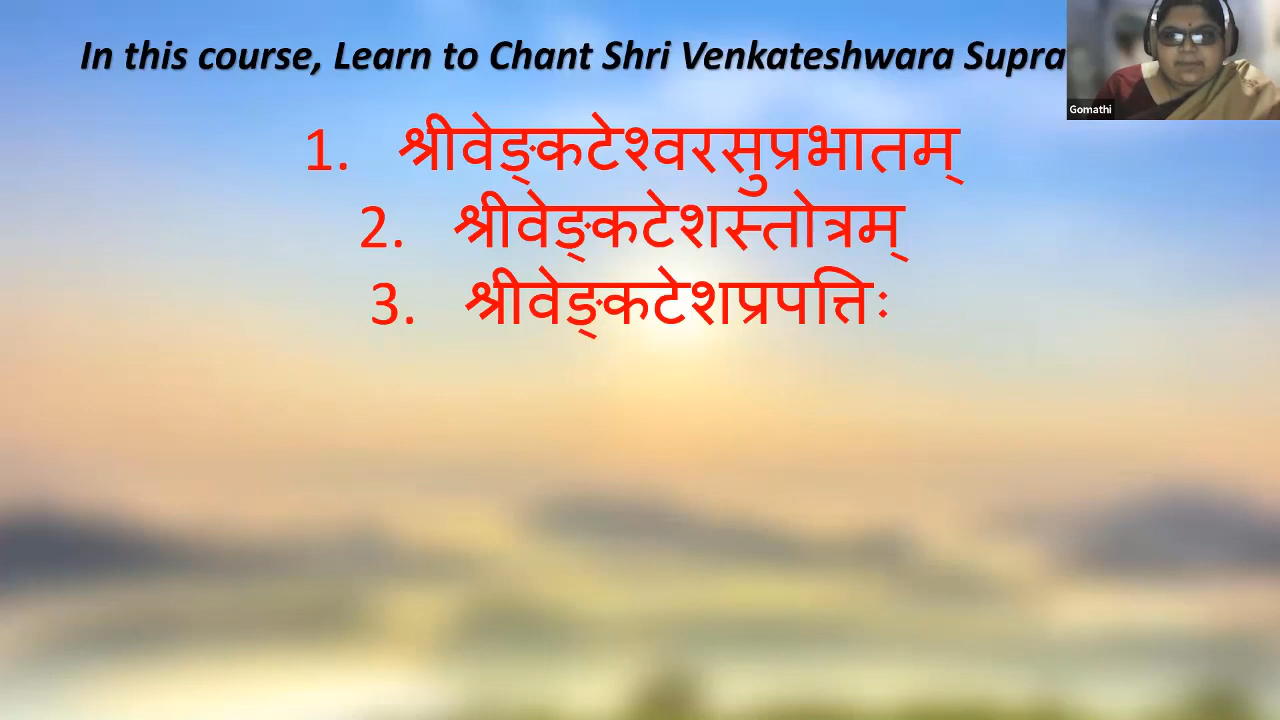 In this course, Learn to Chant Shri Venkateshwara Supra
Gomathi
1. श्रीवेङ्कटेश्वरसुप्रभातम्
2. श्रीवेङ्कटेशस्तोत्रम्
3. श्रीवेङ्कटेशप्रपत्तिः